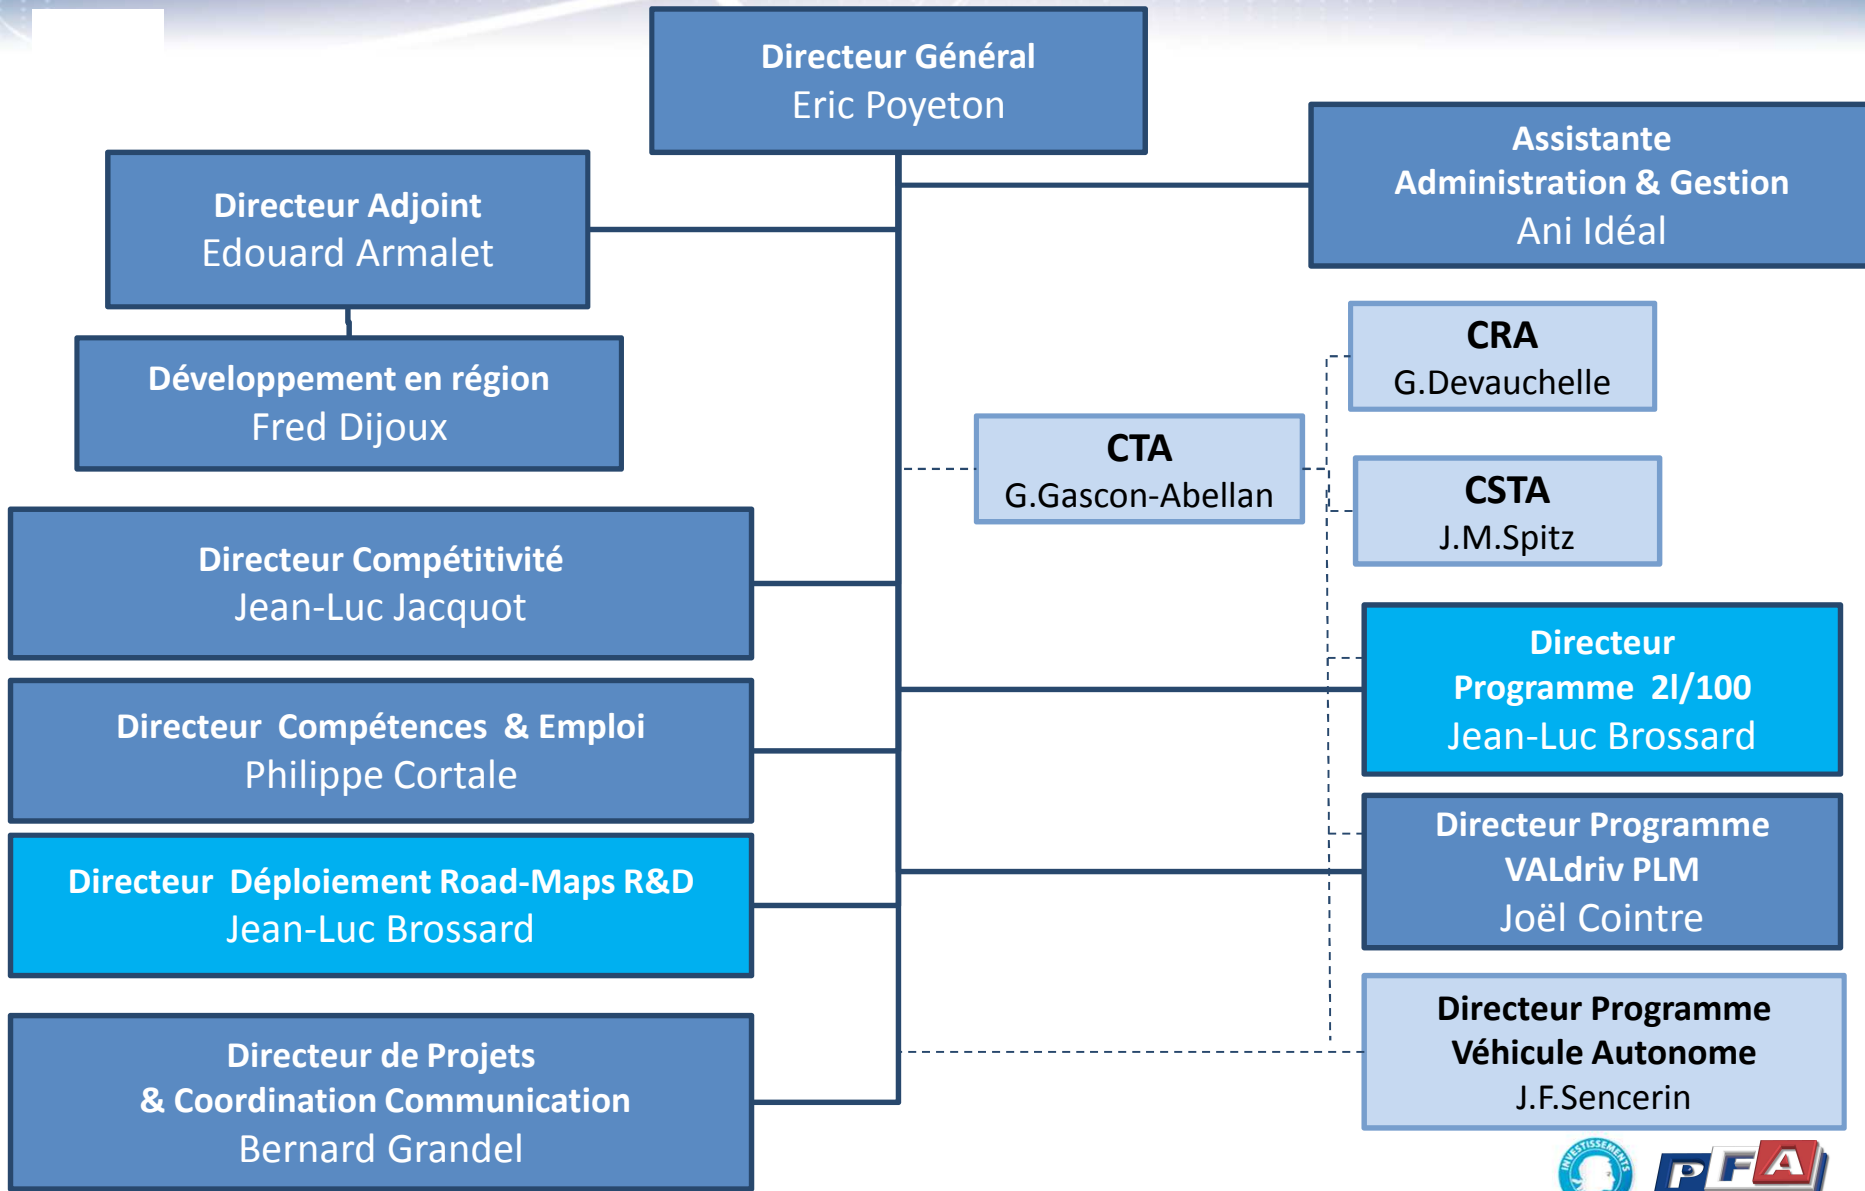 Directeur Général
Eric Poyeton
Assistante
Administration & Gestion
Ani Idéal
Directeur Adjoint
Edouard Armalet
Développement en région
Fred Dijoux
CRA
G.Devauchelle
CTA
G.Gascon-Abellan
CSTA
J.M.Spitz
Directeur Compétitivité
Jean-Luc Jacquot
Directeur
Programme 2l/100
Jean-Luc Brossard
Directeur Compétences & Emploi
Philippe Cortale
Directeur Programme
VALdriv PLM
Joël Cointre
Directeur Déploiement Road-Maps R&D
Jean-Luc Brossard
Directeur Programme
Véhicule Autonome
J.F.Sencerin
Directeur de Projets
& Coordination Communication
Bernard Grandel
INVESTISSEMENTS
PFA